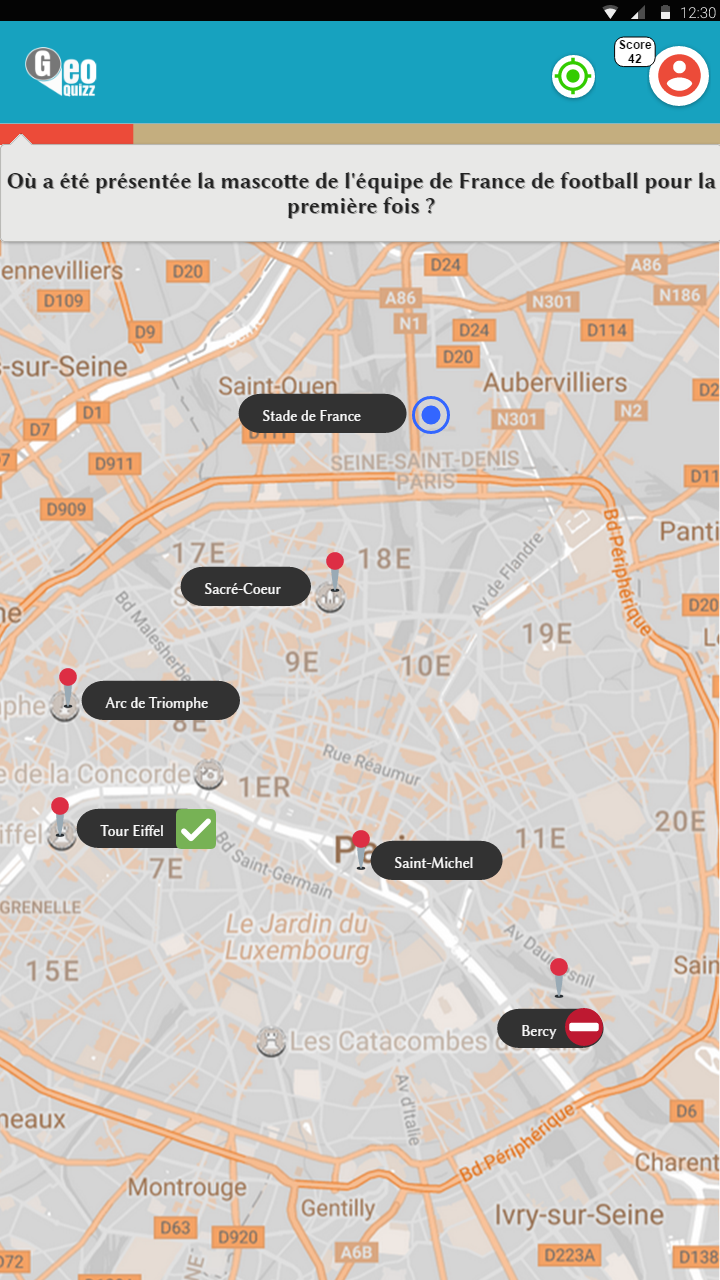 12:30
Geo
quizz
Score
42
Où a été présentée la mascotte de l'équipe de France de football pour la
première fois ?
ennevilliers
D20
D24
A86
D109
A86
N301
N186
D9
N1
D24
D114
D20
-sur-Seine
Saint-Ouen
Aubervilliers
D2
D1
Stade de France
N2
D7
N301
D111
D911
SEINE-SAINT-DENIS
PARIS
D11
D909
Panti
Bd Périphérique
17E
18E
Av de Flandre
Sacré-Coeur
Bd Malesherbe
D20
19E
9E
10E
Arc de Triomphe
phe
8E
Rue Réaumur
e de la Concorde
1ER
iffel
Tour Eiffel
20E
11E
Saint-Michel
7E
Bd Saint-Germain
GRENELLE
Le Jardin du
Luxembourg
Av Daumesnil
15E
Sain
Bercy
Les Catacombes de
Av d'Italie
neaux
D6
Bd Périphérique
Charent
Montrouge
Gentilly
Ivry-sur-Seine
D63
D920
A6B
D223A
D138
D72